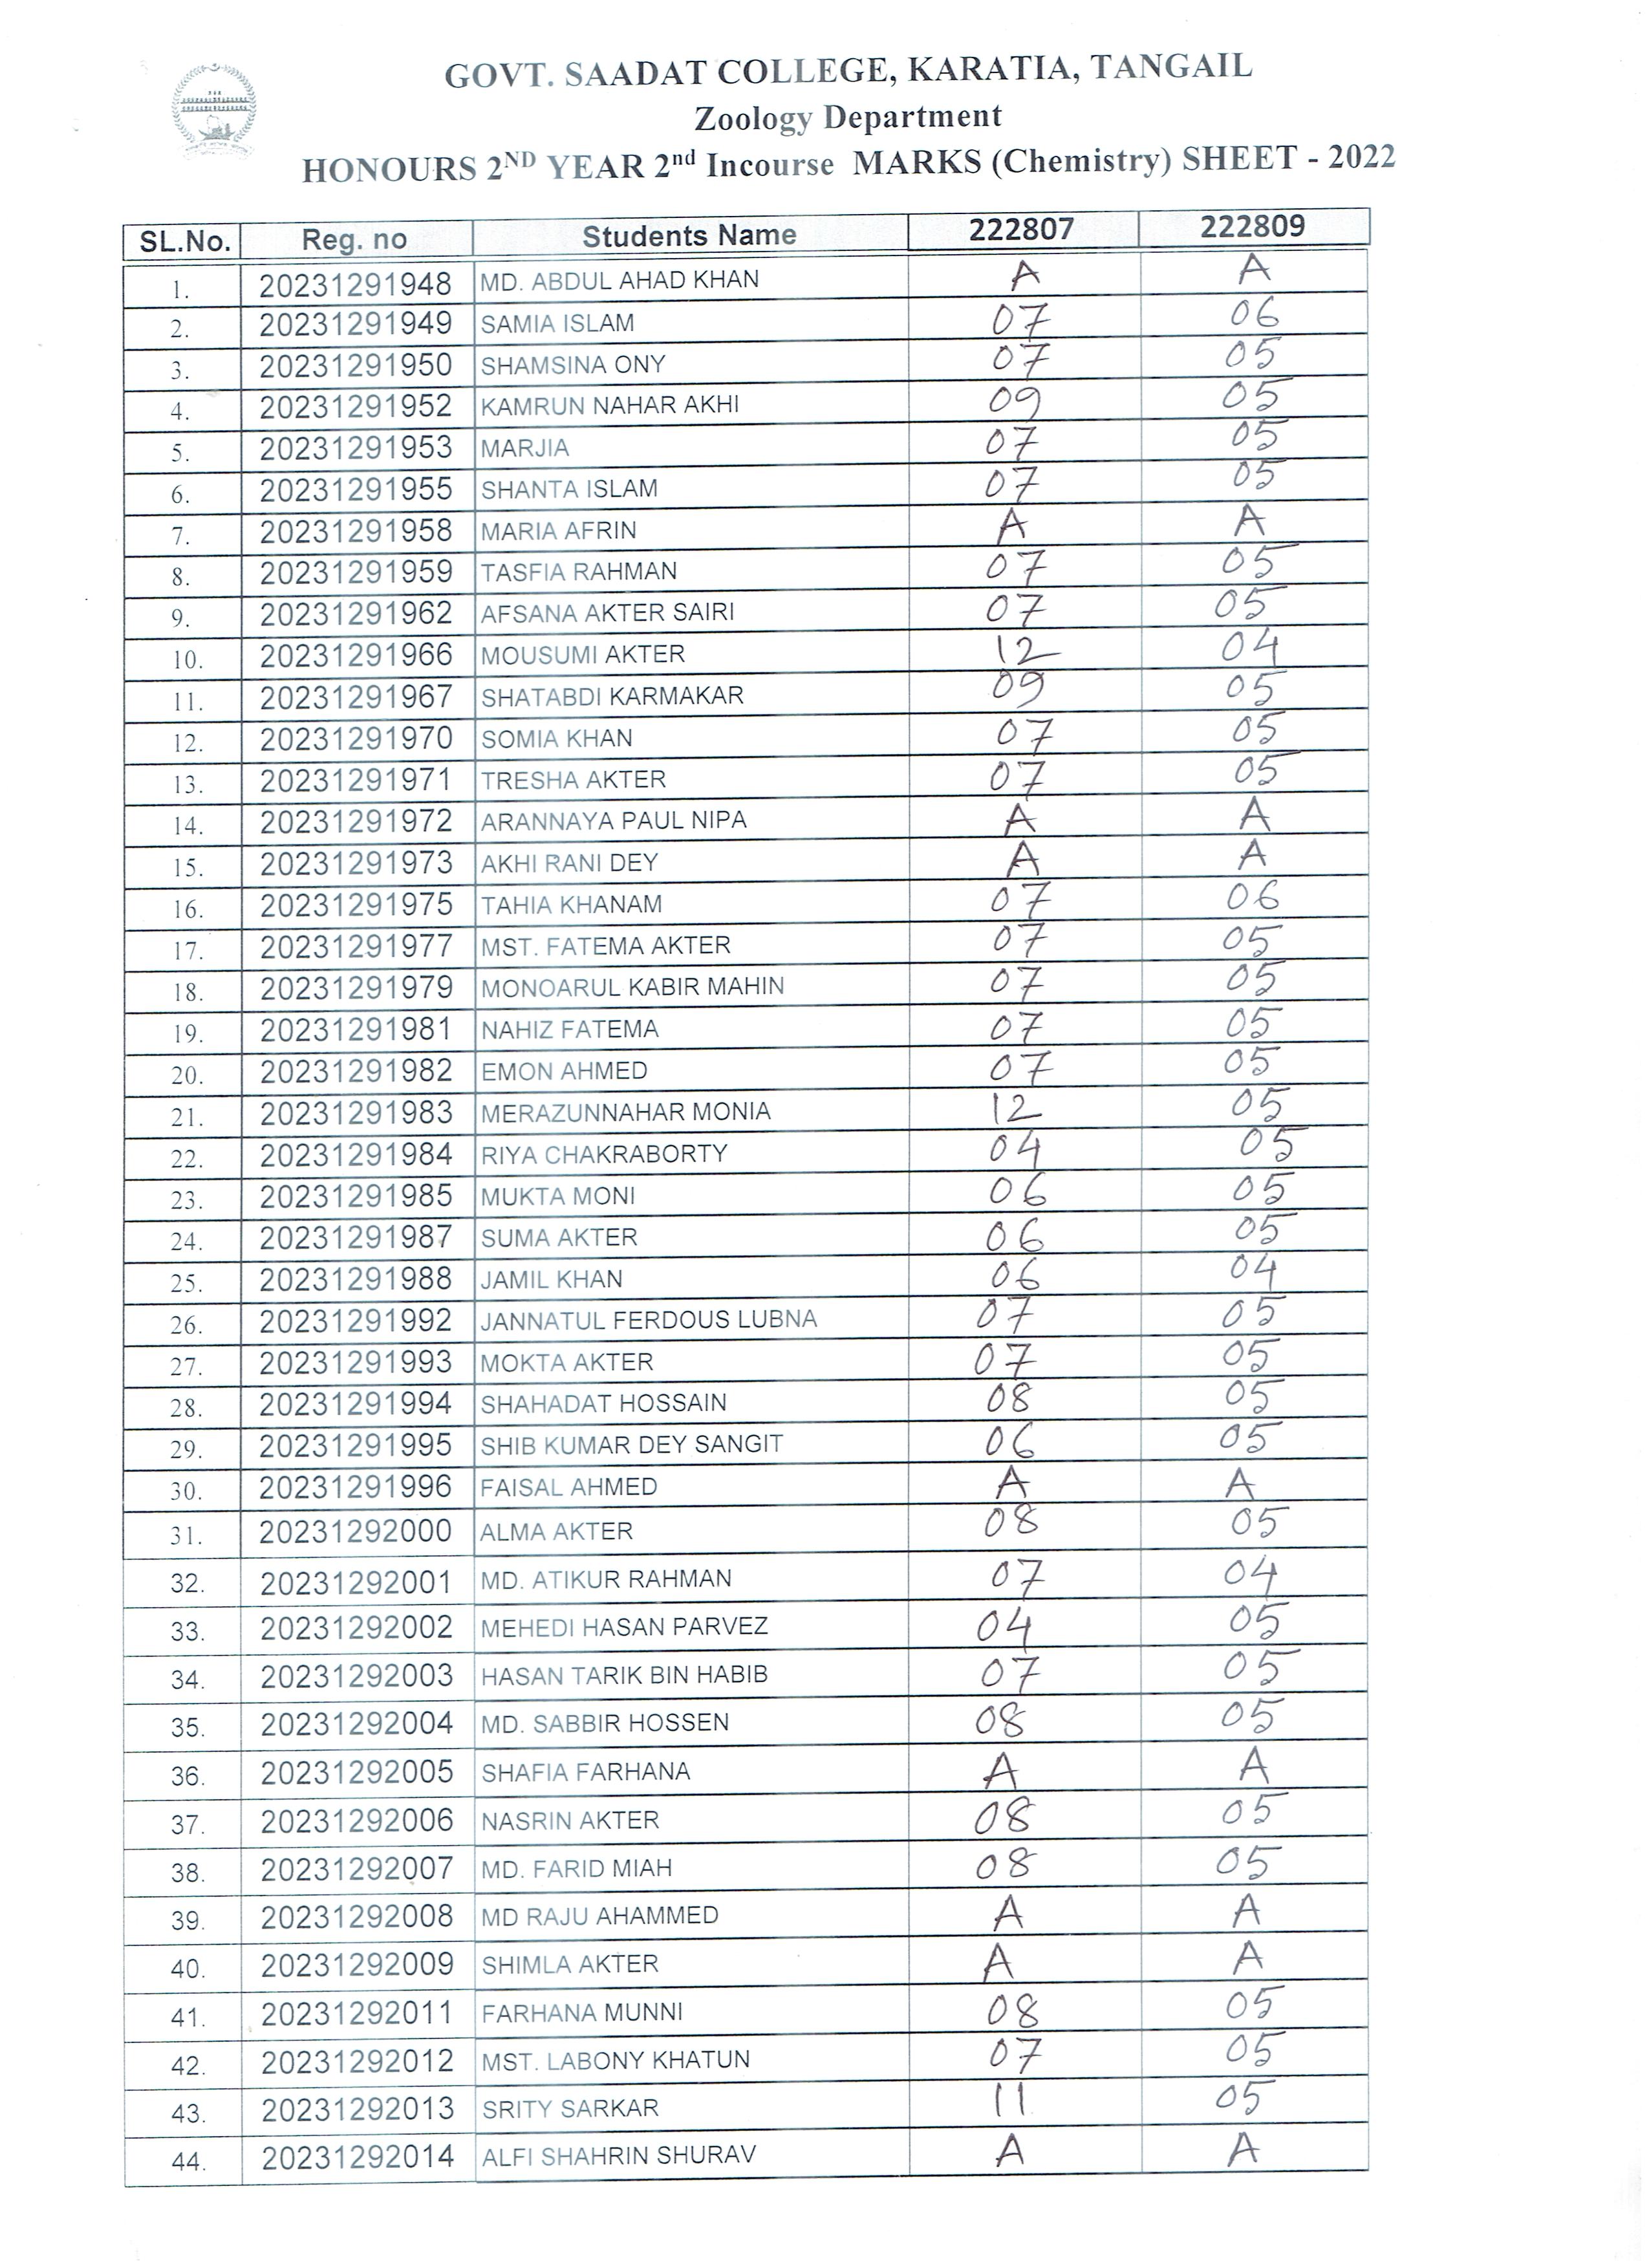 GOVT. SAADAT COLLEGE, KARATIA, TANGAIL
Zoology Department
HONOURS 2ND YEAR 2nd Incourse MARKS (Chemistry) SHEET - 2022
SL.No. Reg. no Students Name 222807 222809
1. 20231291948 MD. ABDUL AHAD KHAN A A
2. 20231291949 SAMIA ISLAM 07 06
3. 20231291950 SHAMSINA ONY 07 05
4. 20231291952 KAMRUN NAHAR AKHI 09 05
5. 20231291953 MARJIA 07 05
6. 20231291955 SHANTA ISLAM 07 05
7. 20231291958 MARIA AFRIN A A
8. 20231291959 TASFIA RAHMAN 07 05
9. 20231291962 AFSANA AKTER SAIRI 07 05
10. 20231291966 MOUSUMI AKTER 12 04
11. 20231291967 SHATABDI KARMAKAR 09 05
12. 20231291970 SOMIA KHAN 07 05
13. 20231291971 TRESHA AKTER 07 05
14. 20231291972 ARANNAYA PAUL NIPA A A
15. 20231291973 AKHI RANI DEY A A
16. 20231291975 TAHIA KHANAM 07 06
17. 20231291977 MST. FATEMA AKTER 07 05
18. 20231291979 MONOARUL KABIR MAHIN 07 05
19. 20231291981 NAHIZ FATEMA 07 05
20. 20231291982 EMON AHMED 07 05
21. 20231291983 MERAZUNNAHAR MONIA 12 05
22. 20231291984 RIYA CHAKRABORTY 04 05
23. 20231291985 MUKTA MONI 06 05
24. 20231291987 SUMA AKTER 06 05
25. 20231291988 JAMIL KHAN 06 04
26. 20231291992 JANNATUL FERDOUS LUBNA 07 05
27. 20231291993 MOKTA AKTER 07 05
28. 20231291994 SHAHADAT HOSSAIN 08 05
29. 20231291995 SHIB KUMAR DEY SANGIT 06 05
30. 20231291996 FAISAL AHMED A A
31. 20231292000 ALMA AKTER 08 05
32. 20231292001 MD. ATIKUR RAHMAN 07 04
33. 20231292002 MEHEDI HASAN PARVEZ 04 05
34. 20231292003 HASAN TARIK BIN HABIB 07 05
35. 20231292004 MD. SABBIR HOSSEN 08 05
36. 20231292005 SHAFIA FARHANA A A
37. 20231292006 NASRIN AKTER 08 05
38. 20231292007 MD. FARID MIAH 08 05
39. 20231292008 MD RAJU AHAMMED A A
40. 20231292009 SHIMLA AKTER A A
41. 20231292011 FARHANA MUNNI 08 05
42. 20231292012 MST. LABONY KHATUN 07 05
43. 20231292013 SRITY SARKAR 11 05
44. 20231292014 ALFI SHAHRIN SHURAV A A